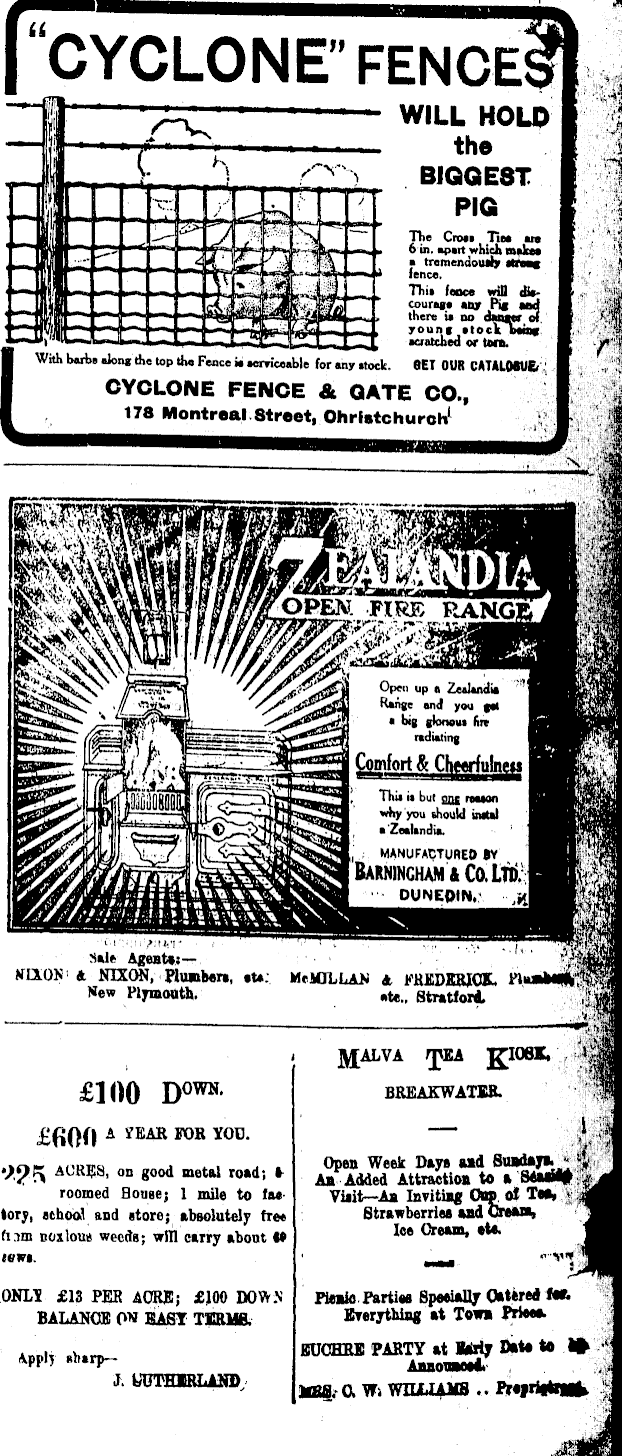 "CYCLONE" FENCES
WILL HOLD
the
BIGGEST
PIG
The Cross Ties are
6 in. apart which makes
a tremendously strong
fence.
This fence will dis-
courage any Pig and
there is no danger of
young stock being
scratched or torn.
With barbs along the top the Fence is serviceable for any stock.
GET OUR CATALOGUE
CYCLONE FENCE & GATE CO.,
178 Montreal Street, Christchurch
ZEALANDIA
OPEN FIRE RANGE
Open up a Zealandia
Range and you get
a big glorious fire
radiating
Comfort & Cheerfulness
This is but one reason
why you should instal
a Zealandia.
MANUFACTURED BY
BARNINGHAM & CO. LTD.
DUNEDIN.
Sale Agents:—
NIXON & NIXON, Plumbers, etc.
New Plymouth.
McMILLAN & FREDERICK, Plumbers,
etc., Stratford.
£100 DOWN.
£600 A YEAR FOR YOU.
225 ACRES, on good metal road;
roomed House; 1 mile to fac-
tory, school and store; absolutely free
from noxious weeds; will carry about
cows.
ONLY £13 PER ACRE; £100 DOWN
BALANCE ON EASY TERMS.
Apply sharp—
J. SUTHERLAND,
MALVA TEA KIOSK,
BREAKWATER.
Open Week Days and Sundays.
An Added Attraction to a Seaside
Visit—An Inviting Cup of Tea,
Strawberries and Cream,
Ice Cream, etc.
Picnic Parties Specially Catered for.
Everything at Town Prices.
EUCHRE PARTY at Early Date to be
Announced.
MRS. C. W. WILLIAMS .. Proprietress.